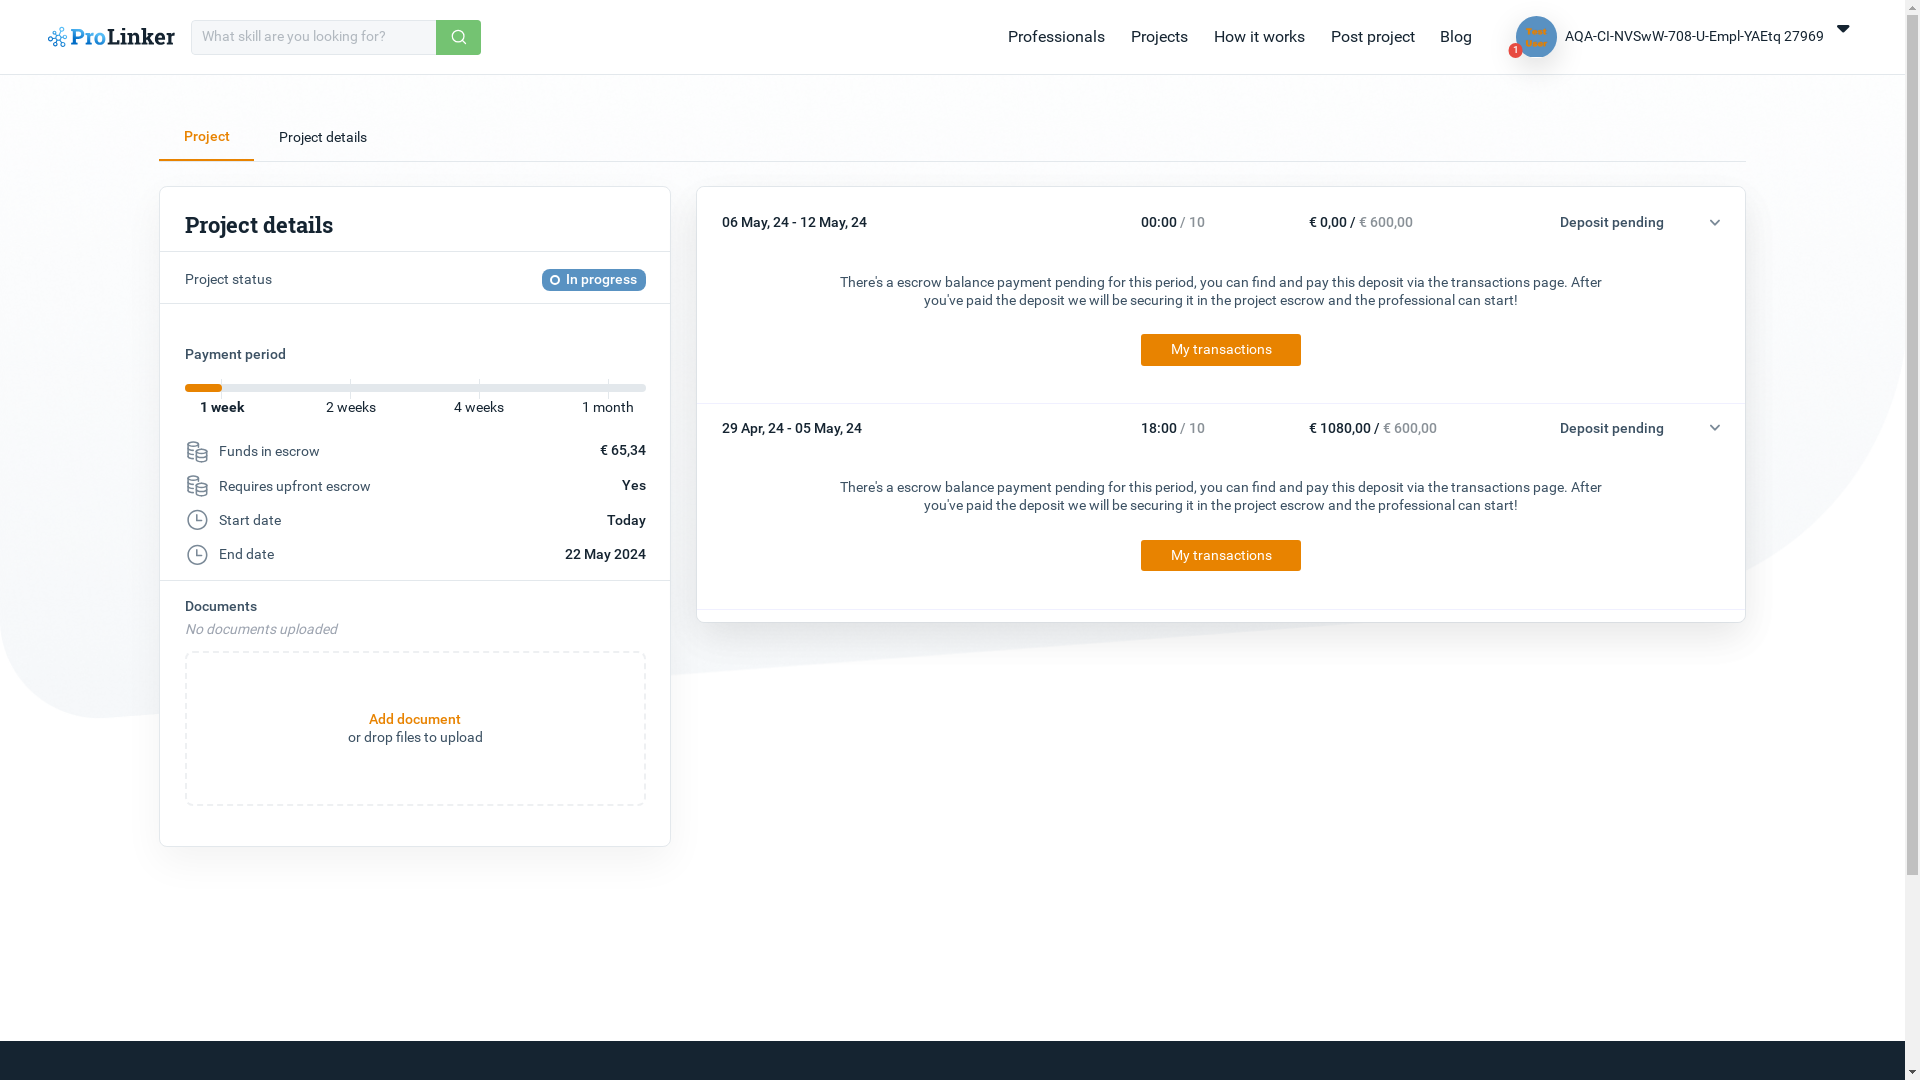 ProLinker
What skill are you looking for?
Professionals
Projects
How it works
Post project
Blog
Test
User
1
AQA-CI-NVSwW-708-U-Empl-YAEtq 27969
Project
Project details
Project details
Project status
In progress
Payment period
1 week
2 weeks
4 weeks
1 month
Funds in escrow
€ 65,34
Requires upfront escrow
Yes
Start date
Today
End date
22 May 2024
Documents
No documents uploaded
Add document
or drop files to upload
06 May, 24 - 12 May, 24
00:00 / 10
€ 0,00 / € 600,00
Deposit pending
There's a escrow balance payment pending for this period, you can find and pay this deposit via the transactions page. After
you've paid the deposit we will be securing it in the project escrow and the professional can start!
My transactions
29 Apr, 24 - 05 May, 24
18:00 / 10
€ 1080,00 / € 600,00
Deposit pending
There's a escrow balance payment pending for this period, you can find and pay this deposit via the transactions page. After
you've paid the deposit we will be securing it in the project escrow and the professional can start!
My transactions